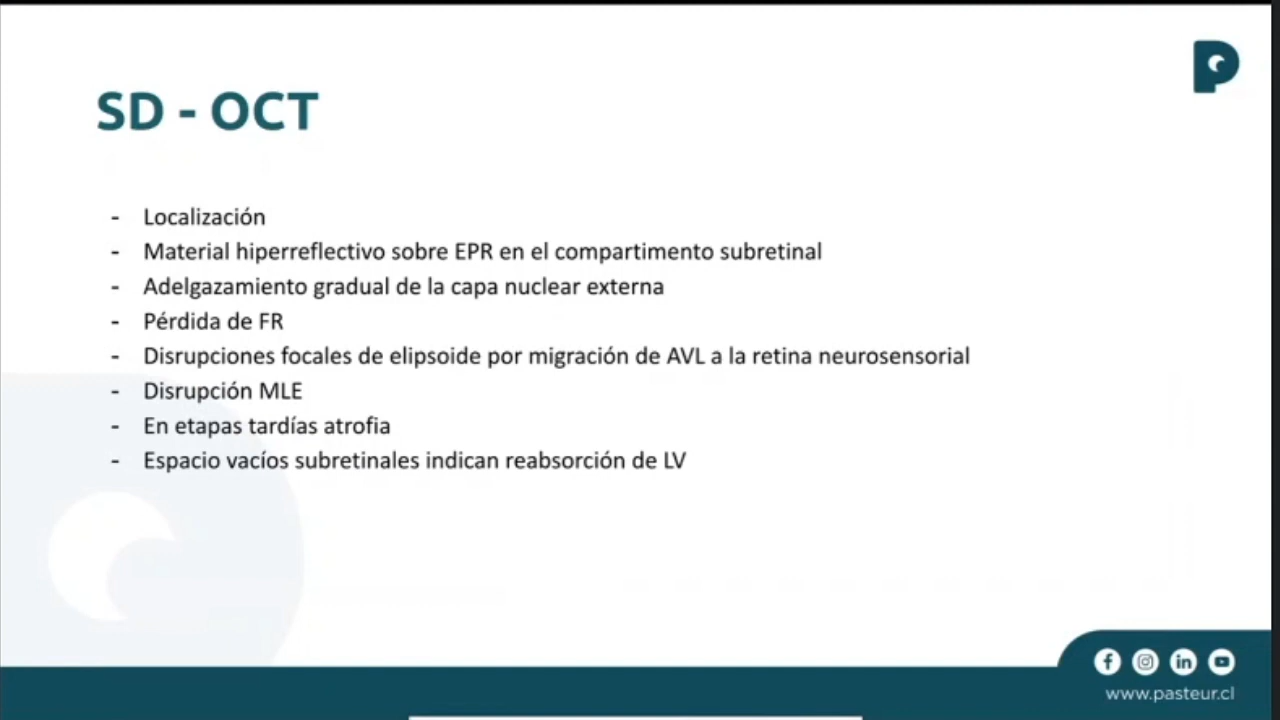 SD - OCT
- Localización
- Material hiperreflectivo sobre EPR en el compartimento subretinal
- Adelgazamiento gradual de la capa nuclear externa
- Pérdida de FR
- Disrupciones focales de elipsoide por migración de AVL a la retina neurosensorial
- Disrupción MLE
- En etapas tardías atrofia
- Espacio vacíos subretinales indican reabsorción de LV
www.pasteur.cl